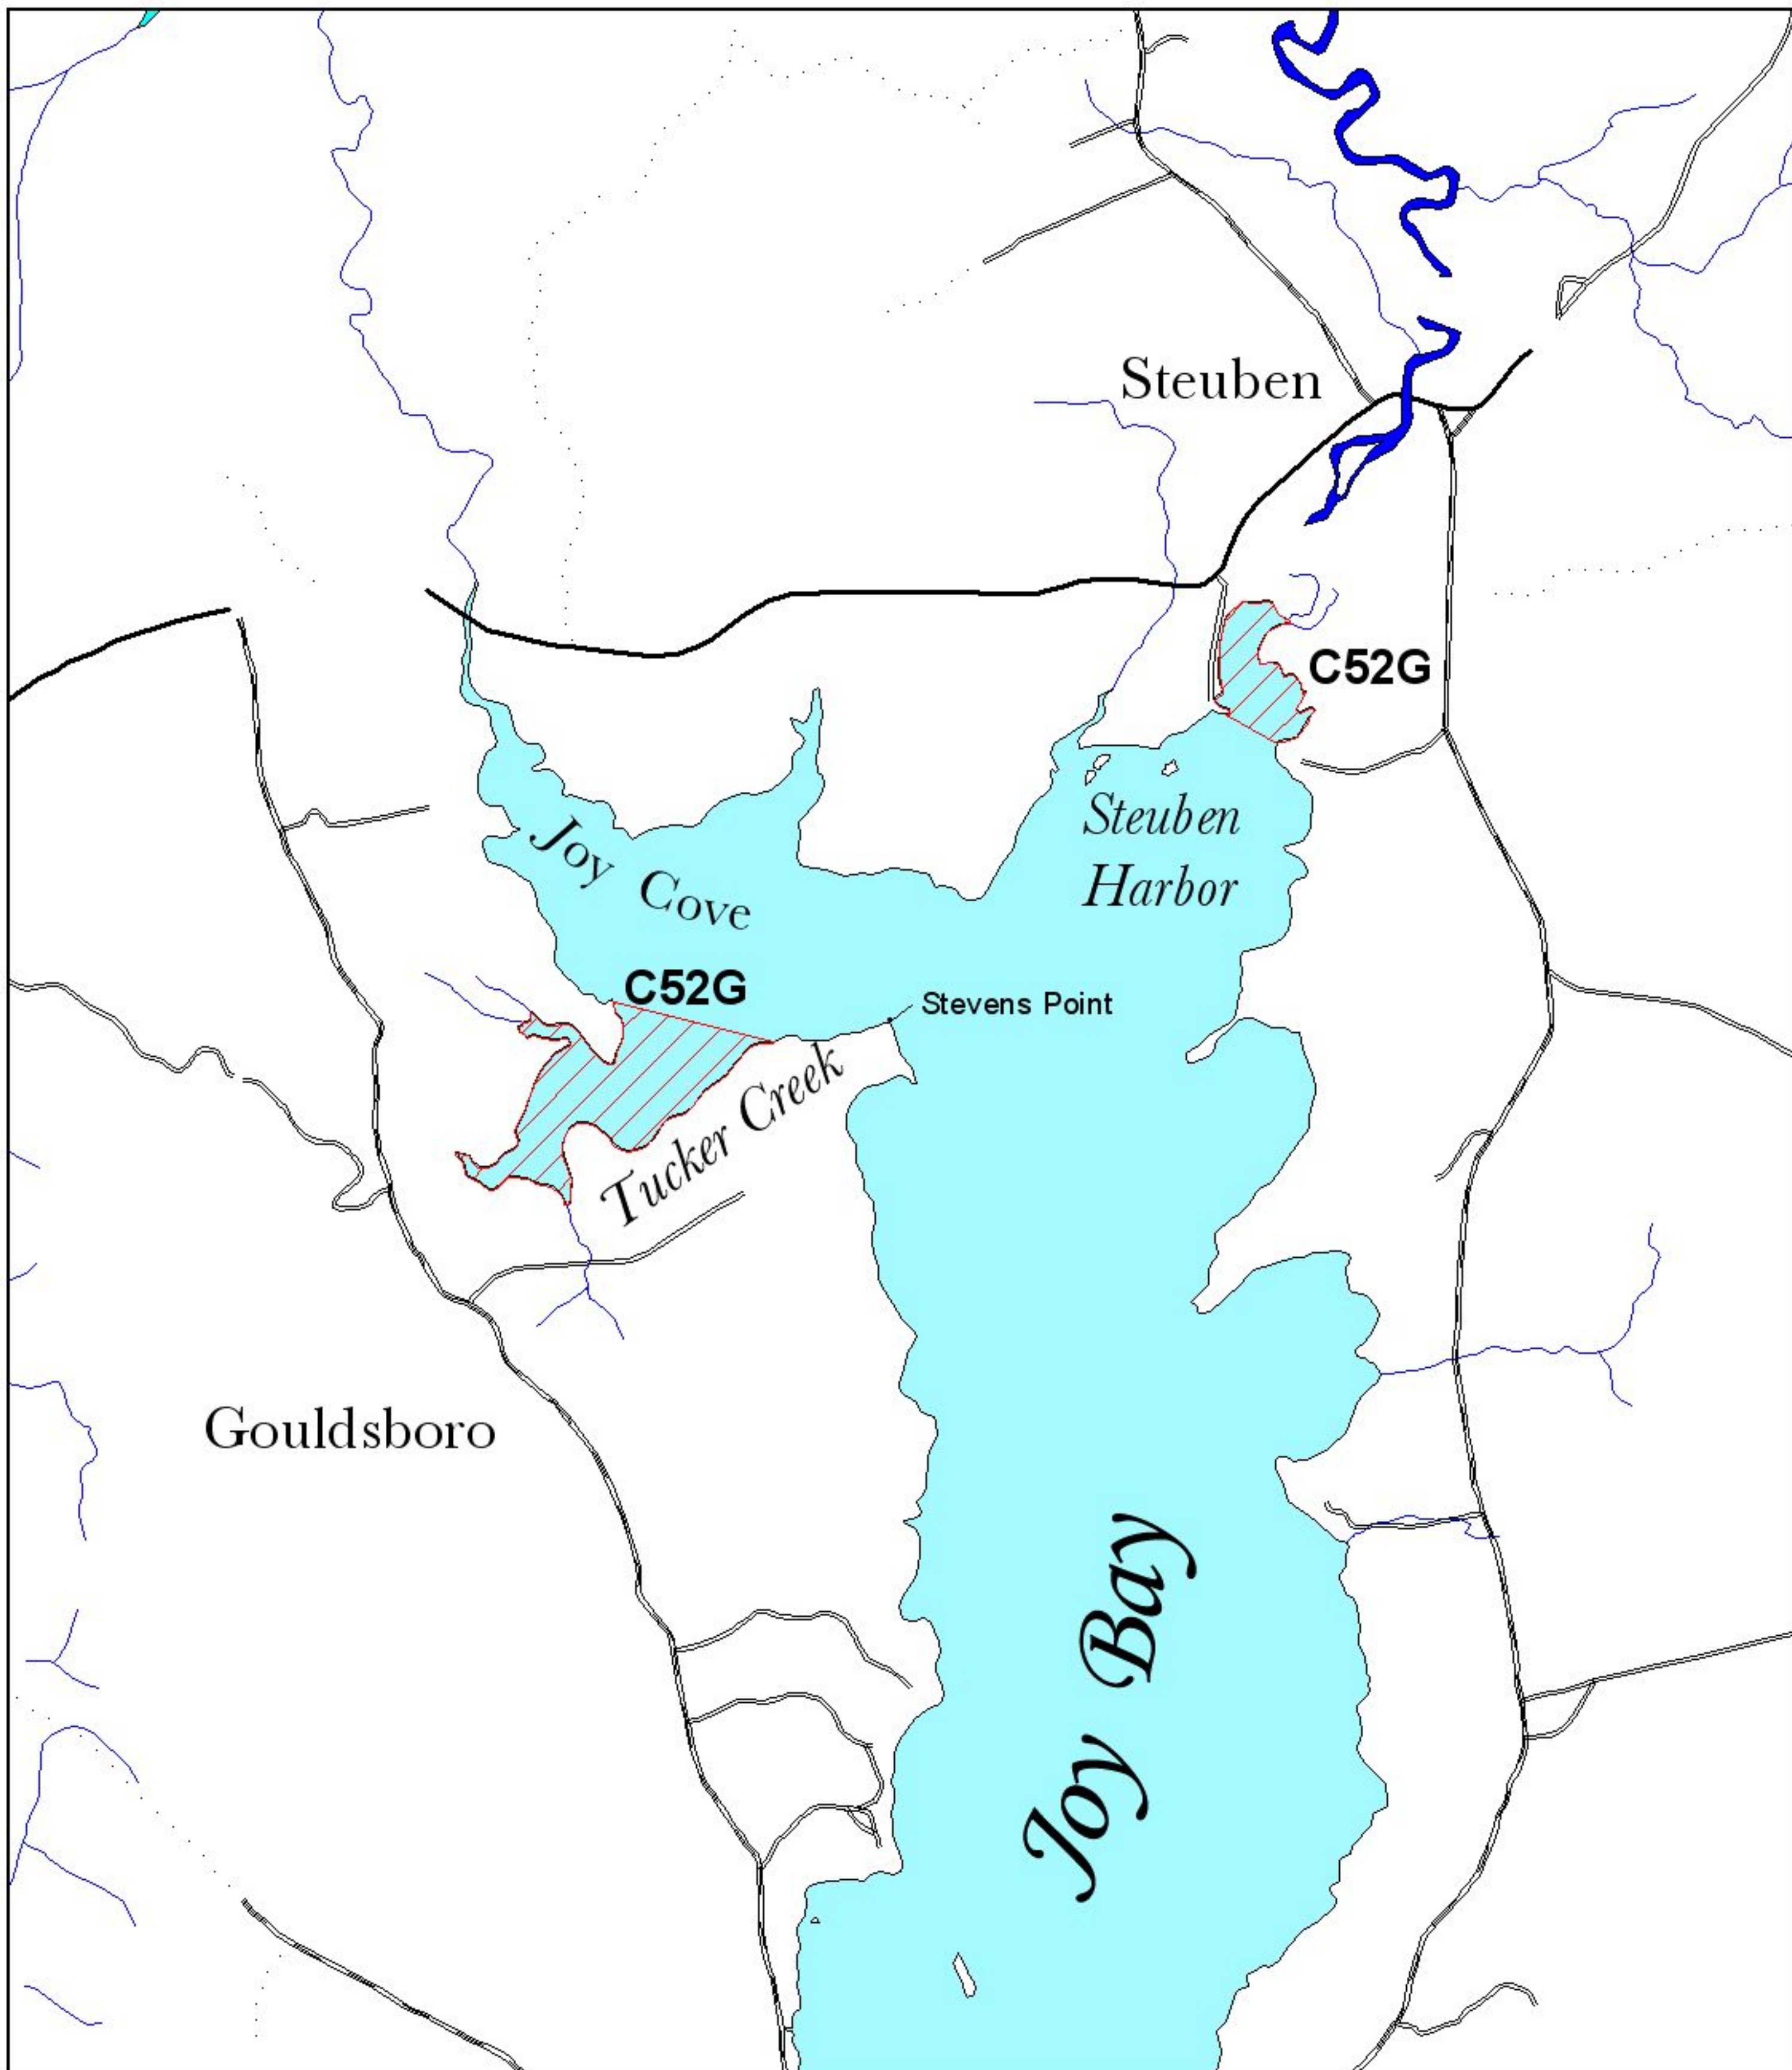 Steuben
C52G
Steuben
Harbor
Joy Cove
C52G
Stevens Point
Tucker Creek
Gouldsboro
Joy Bay